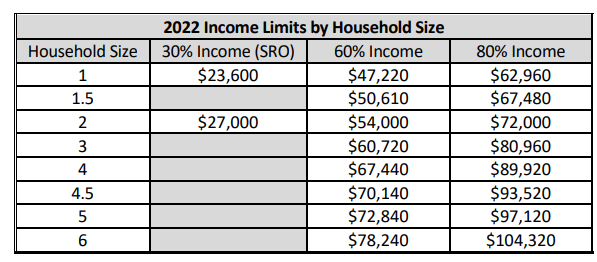 2022 Income Limits by Household Size
Household Size 30% Income (SRO) 60% Income 80% Income
1 $23,600 $47,220 $62,960
1.5 $50,610 $67,480
2 $27,000 $54,000 $72,000
3 $60,720 $80,960
4 $67,440 $89,920
4.5 $70,140 $93,520
5 $72,840 $97,120
6 $78,240 $104,320